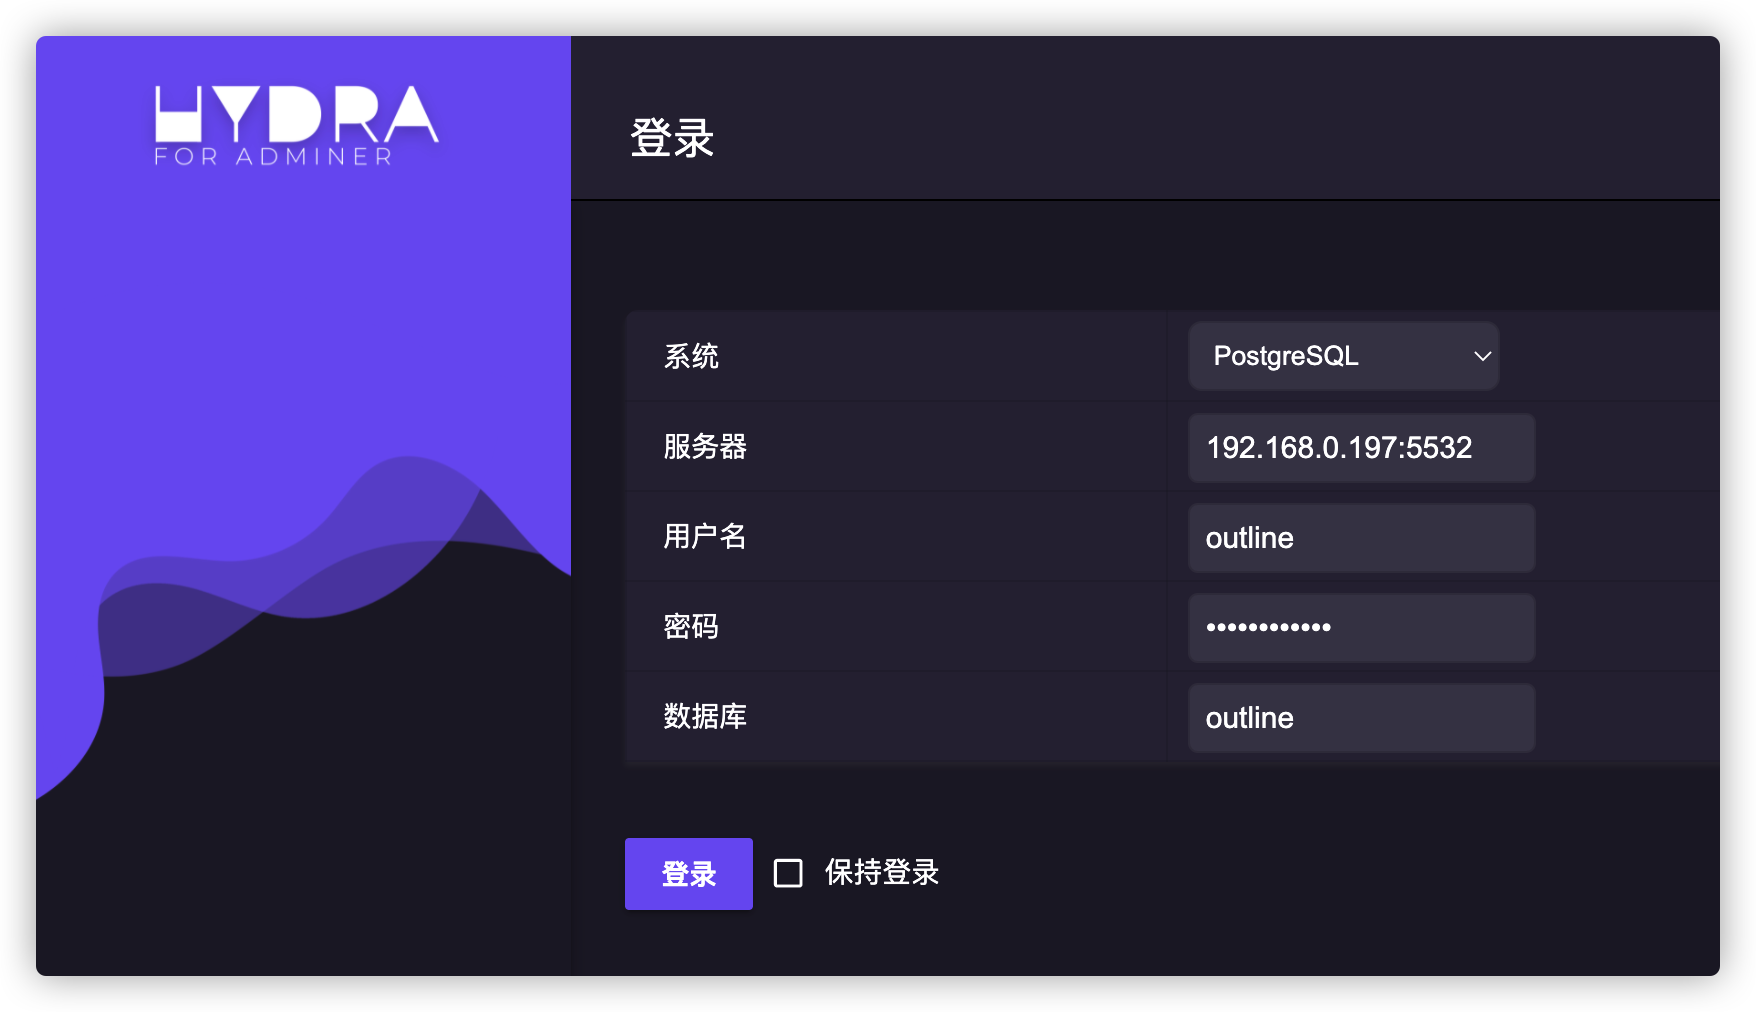 HYDRA
FOR ADMINER
登录
系统 PostgreSQL
服务器 192.168.0.197:5532
用户名 outline
密码 ••••••••••••
数据库 outline
登录 保持登录